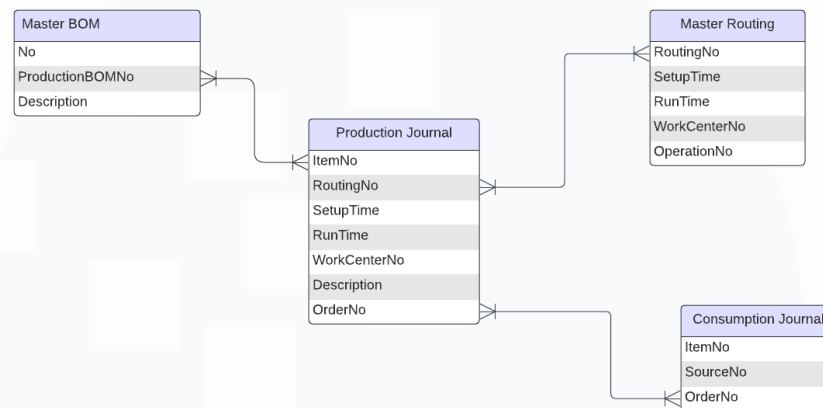 Master BOM
No
ProductionBOMNo
Description
Production Journal
ItemNo
RoutingNo
SetupTime
RunTime
WorkCenterNo
Description
OrderNo
Master Routing
RoutingNo
SetupTime
RunTime
WorkCenterNo
OperationNo
Consumption Journal
ItemNo
SourceNo
OrderNo